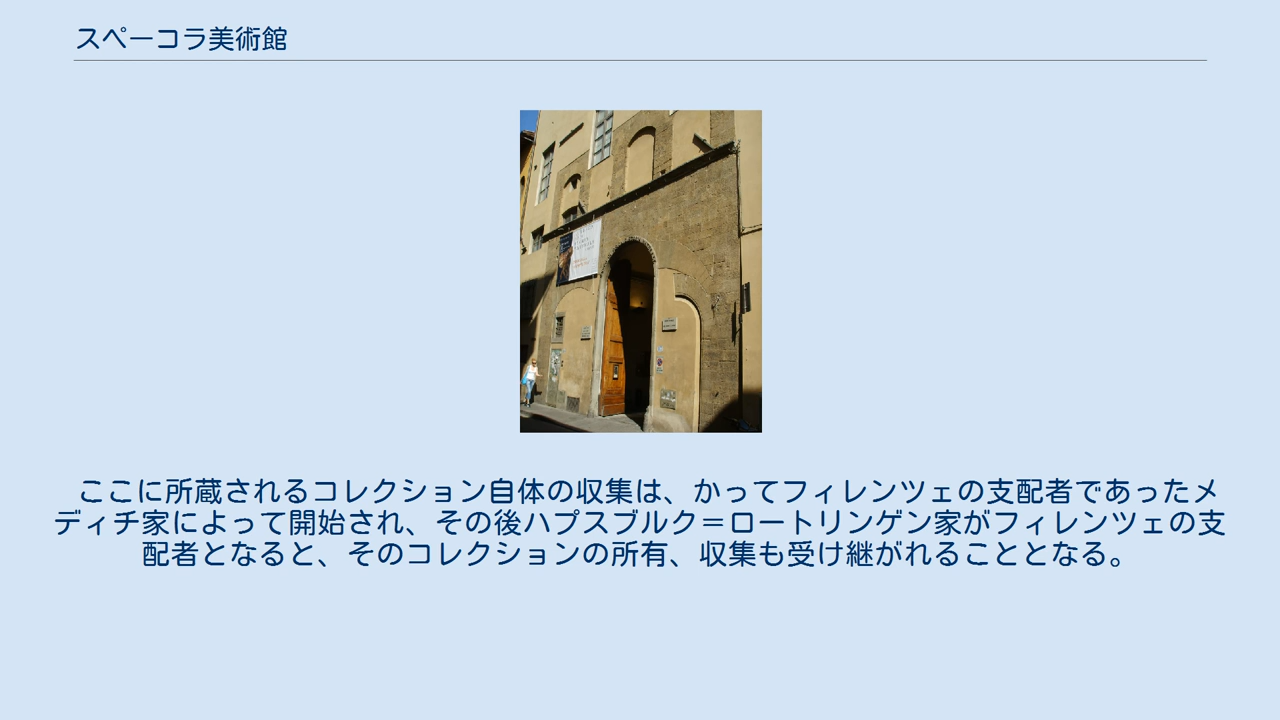 スペーコラ美術館
ここに所蔵されるコレクション自体の収集は、かってフィレンツェの支配者であったメ
ディチ家によって開始され、その後ハプスブルク＝ロートリンゲン家がフィレンツェの支
配者となると、そのコレクションの所有、収集も受け継がれることとなる。